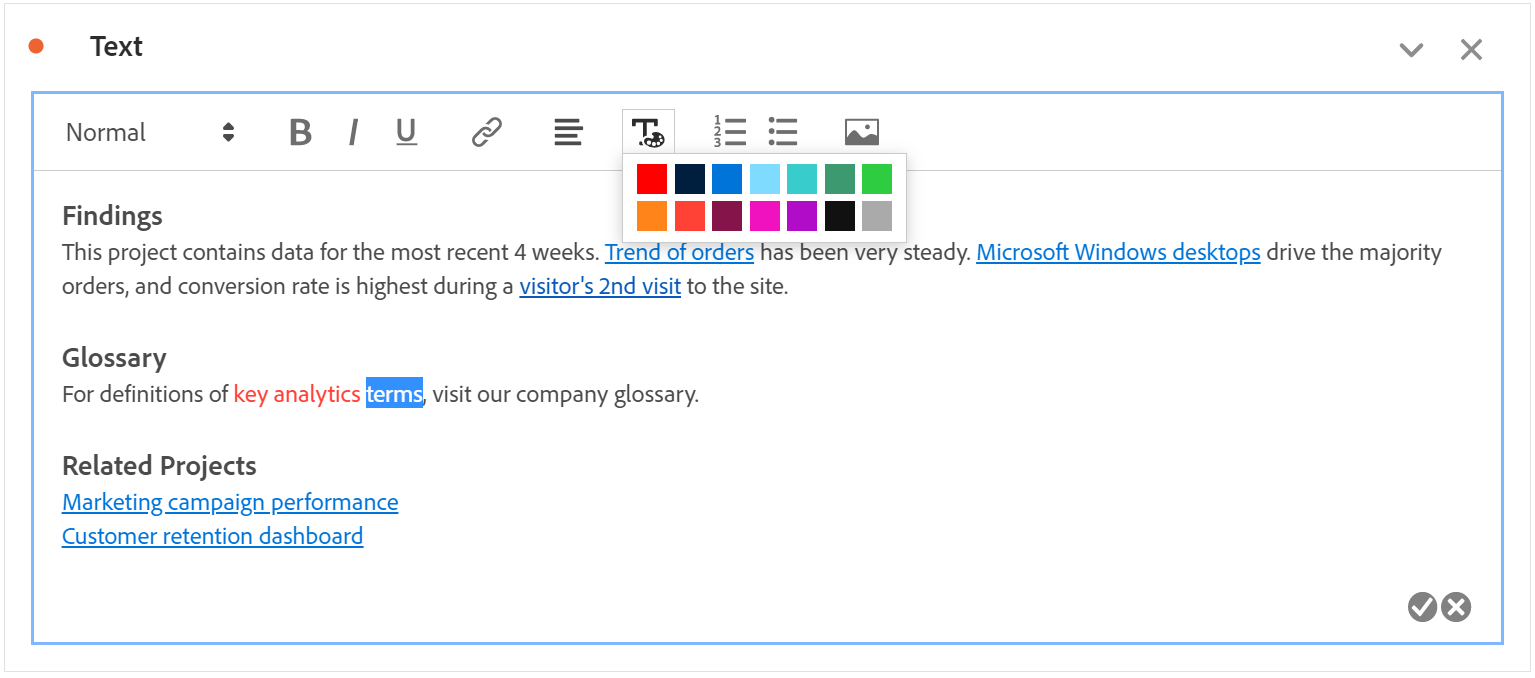 Text
Normal B I U 1 2 3
Findings
This project contains data for the most recent 4 weeks. Trend of orders has been very steady. Microsoft Windows desktops drive the majority
orders, and conversion rate is highest during a visitor's 2nd visit to the site.
Glossary
For definitions of key analytics terms, visit our company glossary.
Related Projects
Marketing campaign performance
Customer retention dashboard